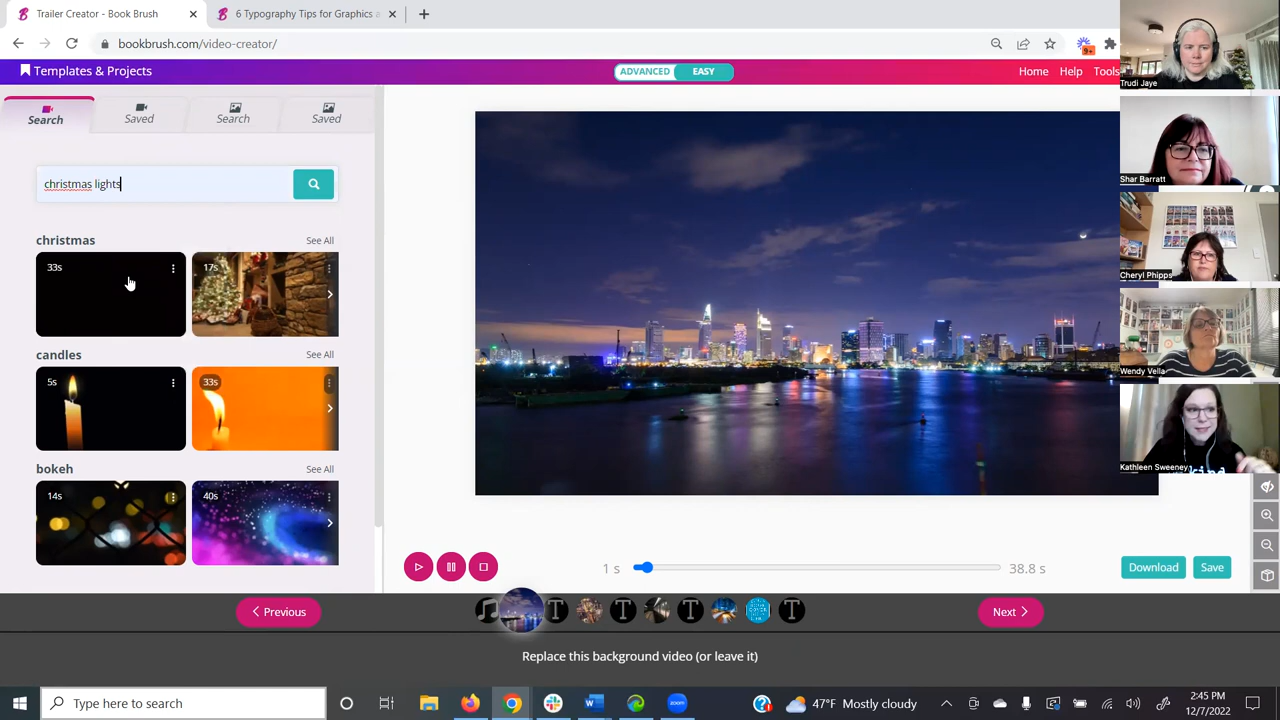 Trailer Creator - Book Brush
6 Typography Tips for Graphics a
bookbrush.com/video-creator/
9+
Templates & Projects
ADVANCED EASY
Home Help Tools
Search Saved Search Saved
christmas lights
christmas See All
33s 17s
candles See All
5s 33s
bokeh See All
14s 40s
Trudi Jaye
Shar Barratt
Cheryl Phipps
Wendy Vella
Kathleen Sweeney
kind
1 s 38.8 s
Download Save
Previous
T T T COVER T
Next
Replace this background video (or leave it)
Type here to search
47°F Mostly cloudy
2:45 PM
12/7/2022